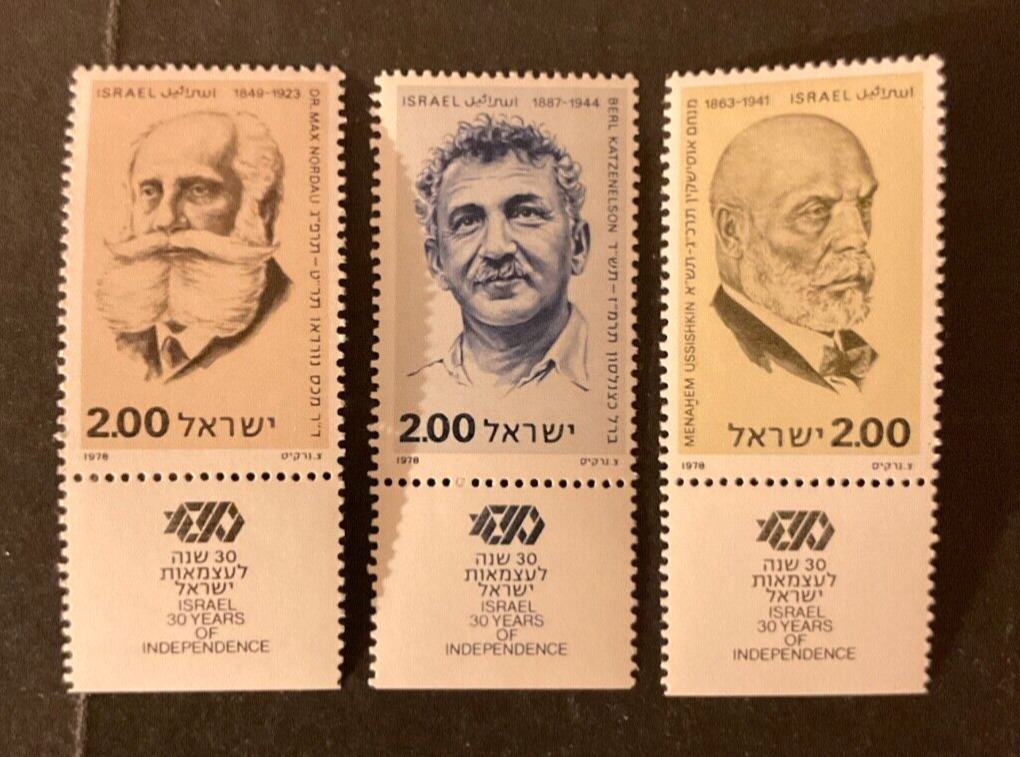 ISRAEL اسرائيل 1849-1923
DR. MAX NORDAU ד"ר מכס נורדאו תר"ט-תרפ"ג
2.00 ישראל
1978 צ. נרקיס
30 שנה
לעצמאות
ישראל
ISRAEL
30 YEARS
OF
INDEPENDENCE
ISRAEL اسرائيل 1887-1944
BERL KATZENELSON ברל כצנלסון תרמ"ז-תש"ד
2.00 ישראל
1978 צ. נרקיס
30 שנה
לעצמאות
ישראל
ISRAEL
30 YEARS
OF
INDEPENDENCE
1863-1941 ISRAEL اسرائيل
MENAḤEM USSISHKIN מנחם אוסישקין תרכ"ג-תש"א
ישראל 2.00
1978 צ. נרקיס
30 שנה
לעצמאות
ישראל
ISRAEL
30 YEARS
OF
INDEPENDENCE